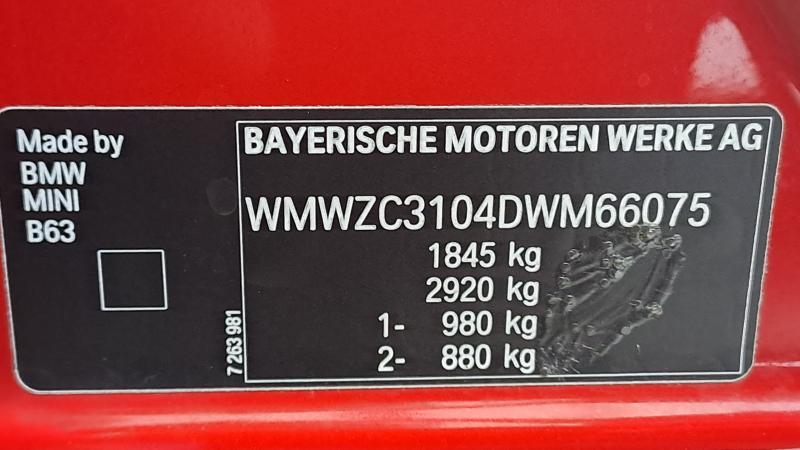 Made by
BMW
MINI
B63
7 263 981
BAYERISCHE MOTOREN WERKE AG
WMWZC3104DWM66075
1845 kg
2920 kg
1- 980 kg
2- 880 kg